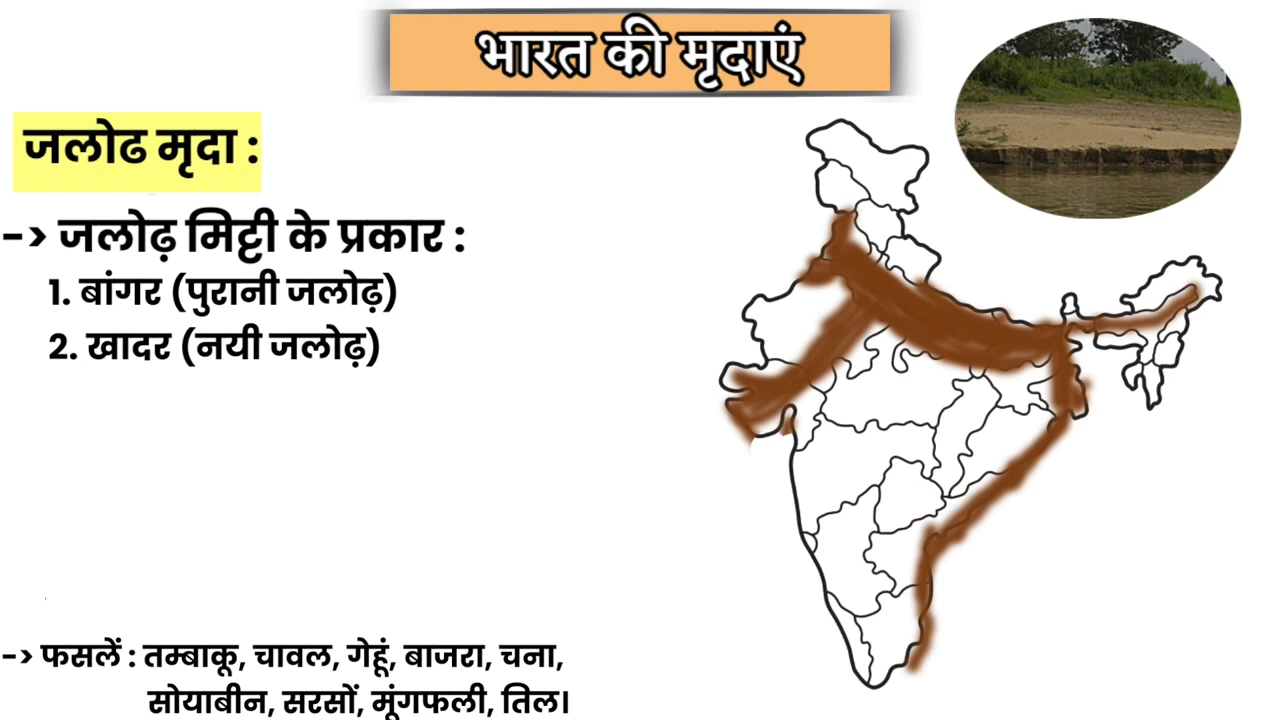 भारत की मृदाएं
जलोढ मृदा :
-> जलोढ़ मिट्टी के प्रकार :
1. बांगर (पुरानी जलोढ़)
2. खादर (नयी जलोढ़)
-> फसलें : तम्बाकू, चावल, गेहूं, बाजरा, चना,
सोयाबीन, सरसों, मूंगफली, तिल।